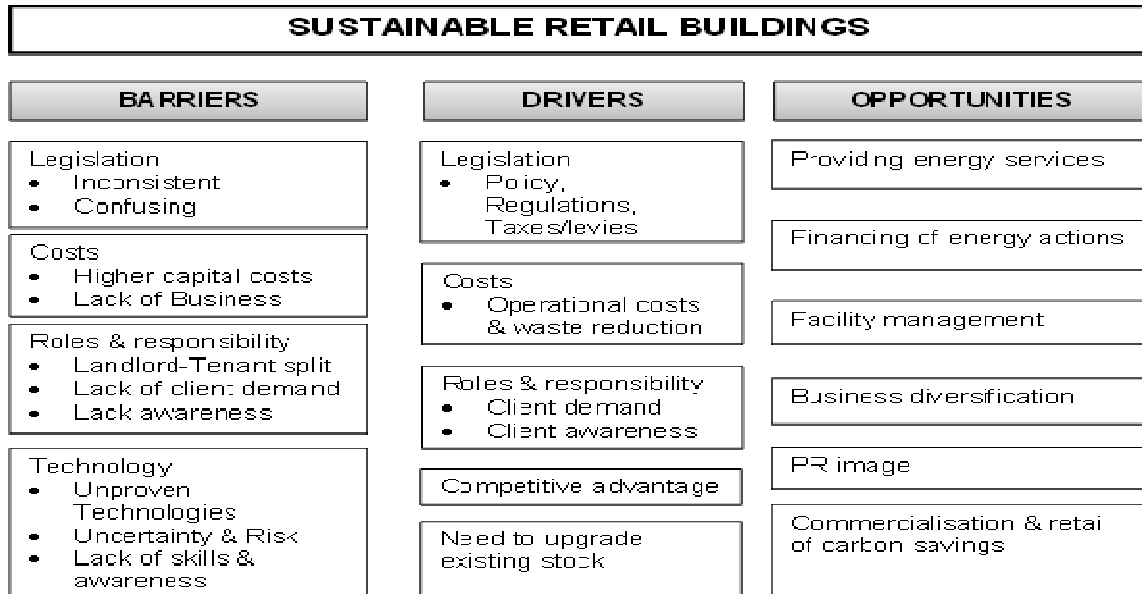 SUSTAINABLE RETAIL BUILDINGS
BARRIERS
Legislation
• Inconsistent
• Confusing
Costs
• Higher capital costs
• Lack of Business
Roles & responsibility
• Landlord-Tenant split
• Lack of client demand
• Lack awareness
Technology
• Unproven
Technologies
• Uncertainty & Risk
• Lack of skills &
awareness
DRIVERS
Legislation
• Policy,
Regulations,
Taxes/levies
Costs
• Operational costs
& waste reduction
Roles & responsibility
• Client demand
• Client awareness
Competitive advantage
Need to upgrade
existing stock
OPPORTUNITIES
Providing energy services
Financing of energy actions
Facility management
Business diversification
PR image
Commercialisation & retai
of carbon savings